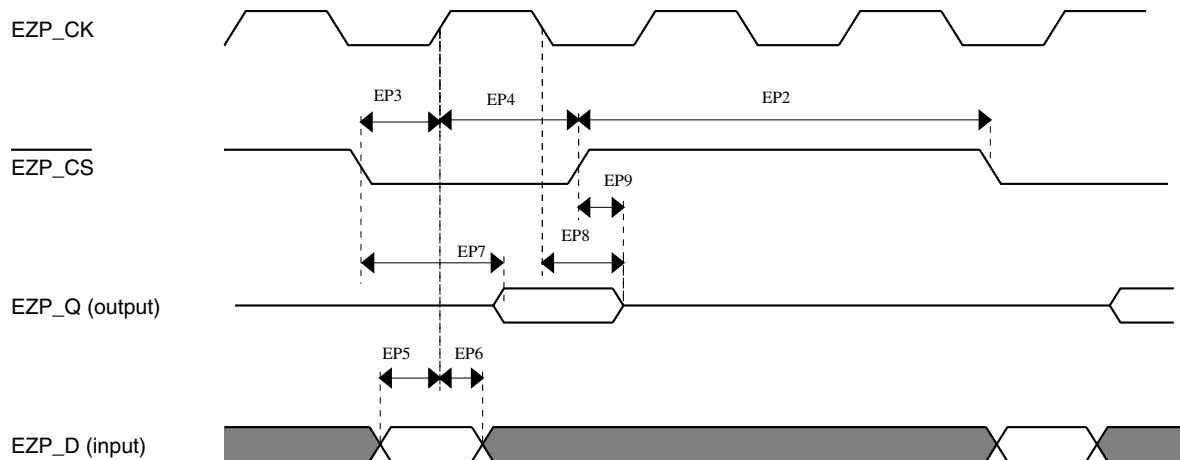 EZP_CK
EP3
EP4
EP2
EZP_CS
EP9
EP8
EP7
EZP_Q (output)
EP5
EP6
EZP_D (input)